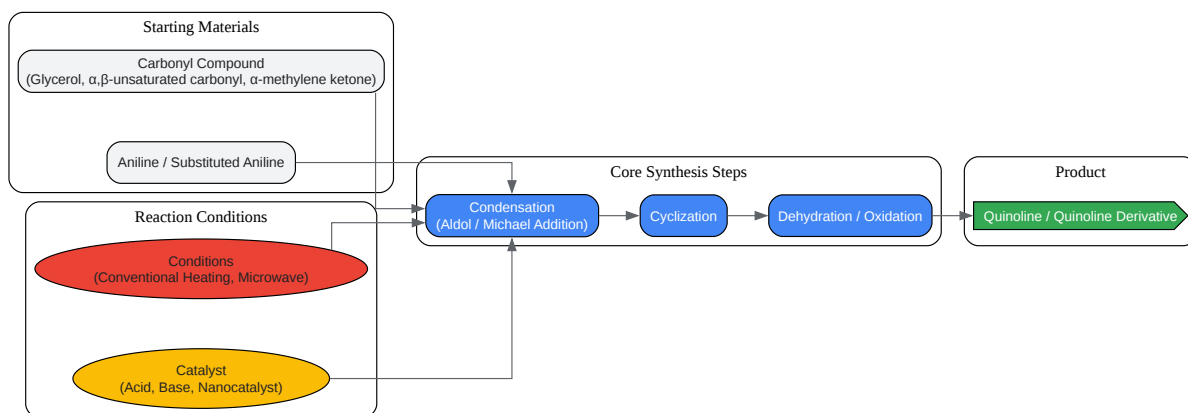 Starting Materials
Carbonyl Compound
(Glycerol, α,β-unsaturated carbonyl, α-methylene ketone)
Aniline / Substituted Aniline
Reaction Conditions
Conditions
(Conventional Heating, Microwave)
Catalyst
(Acid, Base, Nanocatalyst)
Core Synthesis Steps
Condensation
(Aldol / Michael Addition)
Cyclization
Dehydration / Oxidation
Product
Quinoline / Quinoline Derivative